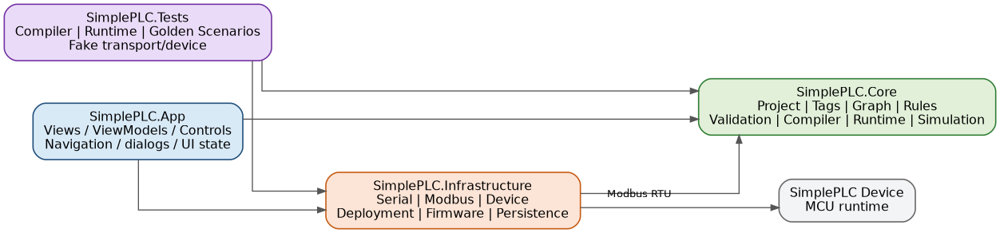 SimplePLC.Tests
Compiler | Runtime | Golden Scenarios
Fake transport/device
SimplePLC.App
Views / ViewModels / Controls
Navigation / dialogs / UI state
SimplePLC.Core
Project | Tags | Graph | Rules
Validation | Compiler | Runtime | Simulation
SimplePLC.Infrastructure
Serial | Modbus | Device
Deployment | Firmware | Persistence
Modbus RTU
SimplePLC Device
MCU runtime